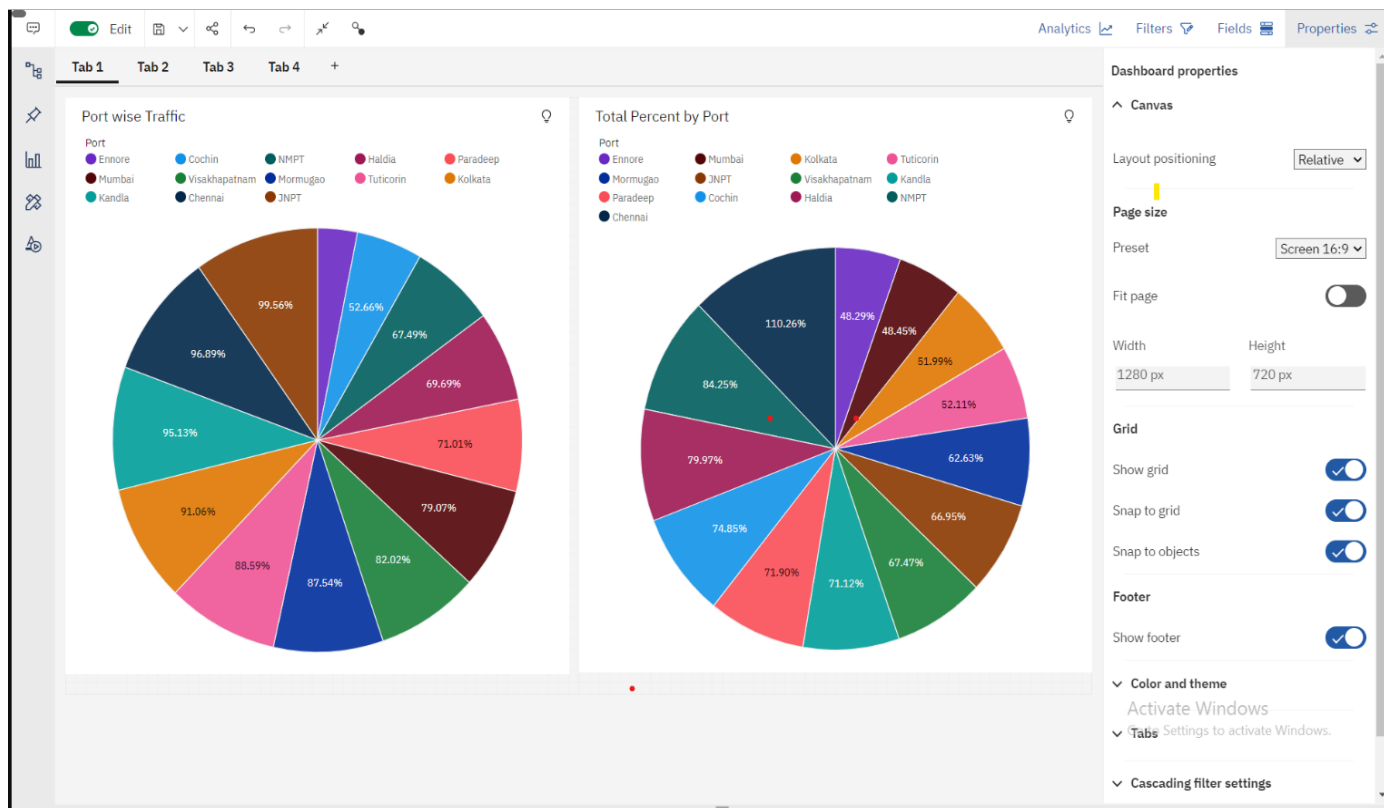 Edit
Analytics
Filters
Fields
Properties
Tab 1 Tab 2 Tab 3 Tab 4 +
Port wise Traffic
Port
Ennore Cochin NMPT Haldia Paradeep
Mumbai Visakhapatnam Mormugao Tuticorin Kolkata
Kandla Chennai JNPT
52.66%
67.49%
69.69%
71.01%
79.07%
82.02%
87.54%
88.59%
91.06%
95.13%
96.89%
99.56%
Total Percent by Port
Port
Ennore Mumbai Kolkata Tuticorin
Mormugao JNPT Visakhapatnam Kandla
Paradeep Cochin Haldia NMPT
Chennai
48.29%
48.45%
51.99%
52.11%
62.63%
66.95%
67.47%
71.12%
71.90%
74.85%
79.97%
84.25%
110.26%
Dashboard properties
Canvas
Layout positioning Relative
Page size
Preset Screen 16:9
Fit page
Width Height
1280 px 720 px
Grid
Show grid
Snap to grid
Snap to objects
Footer
Show footer
Color and theme
Activate Windows
Tabs
Go to Settings to activate Windows.
Cascading filter settings